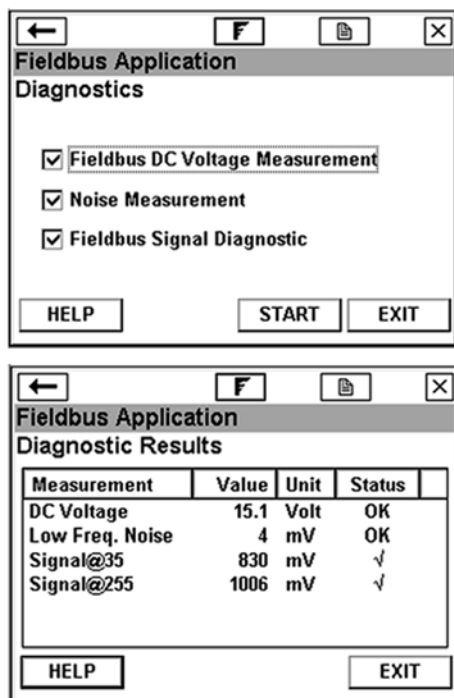 Fieldbus Application
Diagnostics
Fieldbus DC Voltage Measurement
Noise Measurement
Fieldbus Signal Diagnostic
HELP START EXIT
Fieldbus Application
Diagnostic Results
Measurement Value Unit Status
DC Voltage 15.1 Volt OK
Low Freq. Noise 4 mV OK
Signal@35 830 mV √
Signal@255 1006 mV √
HELP EXIT